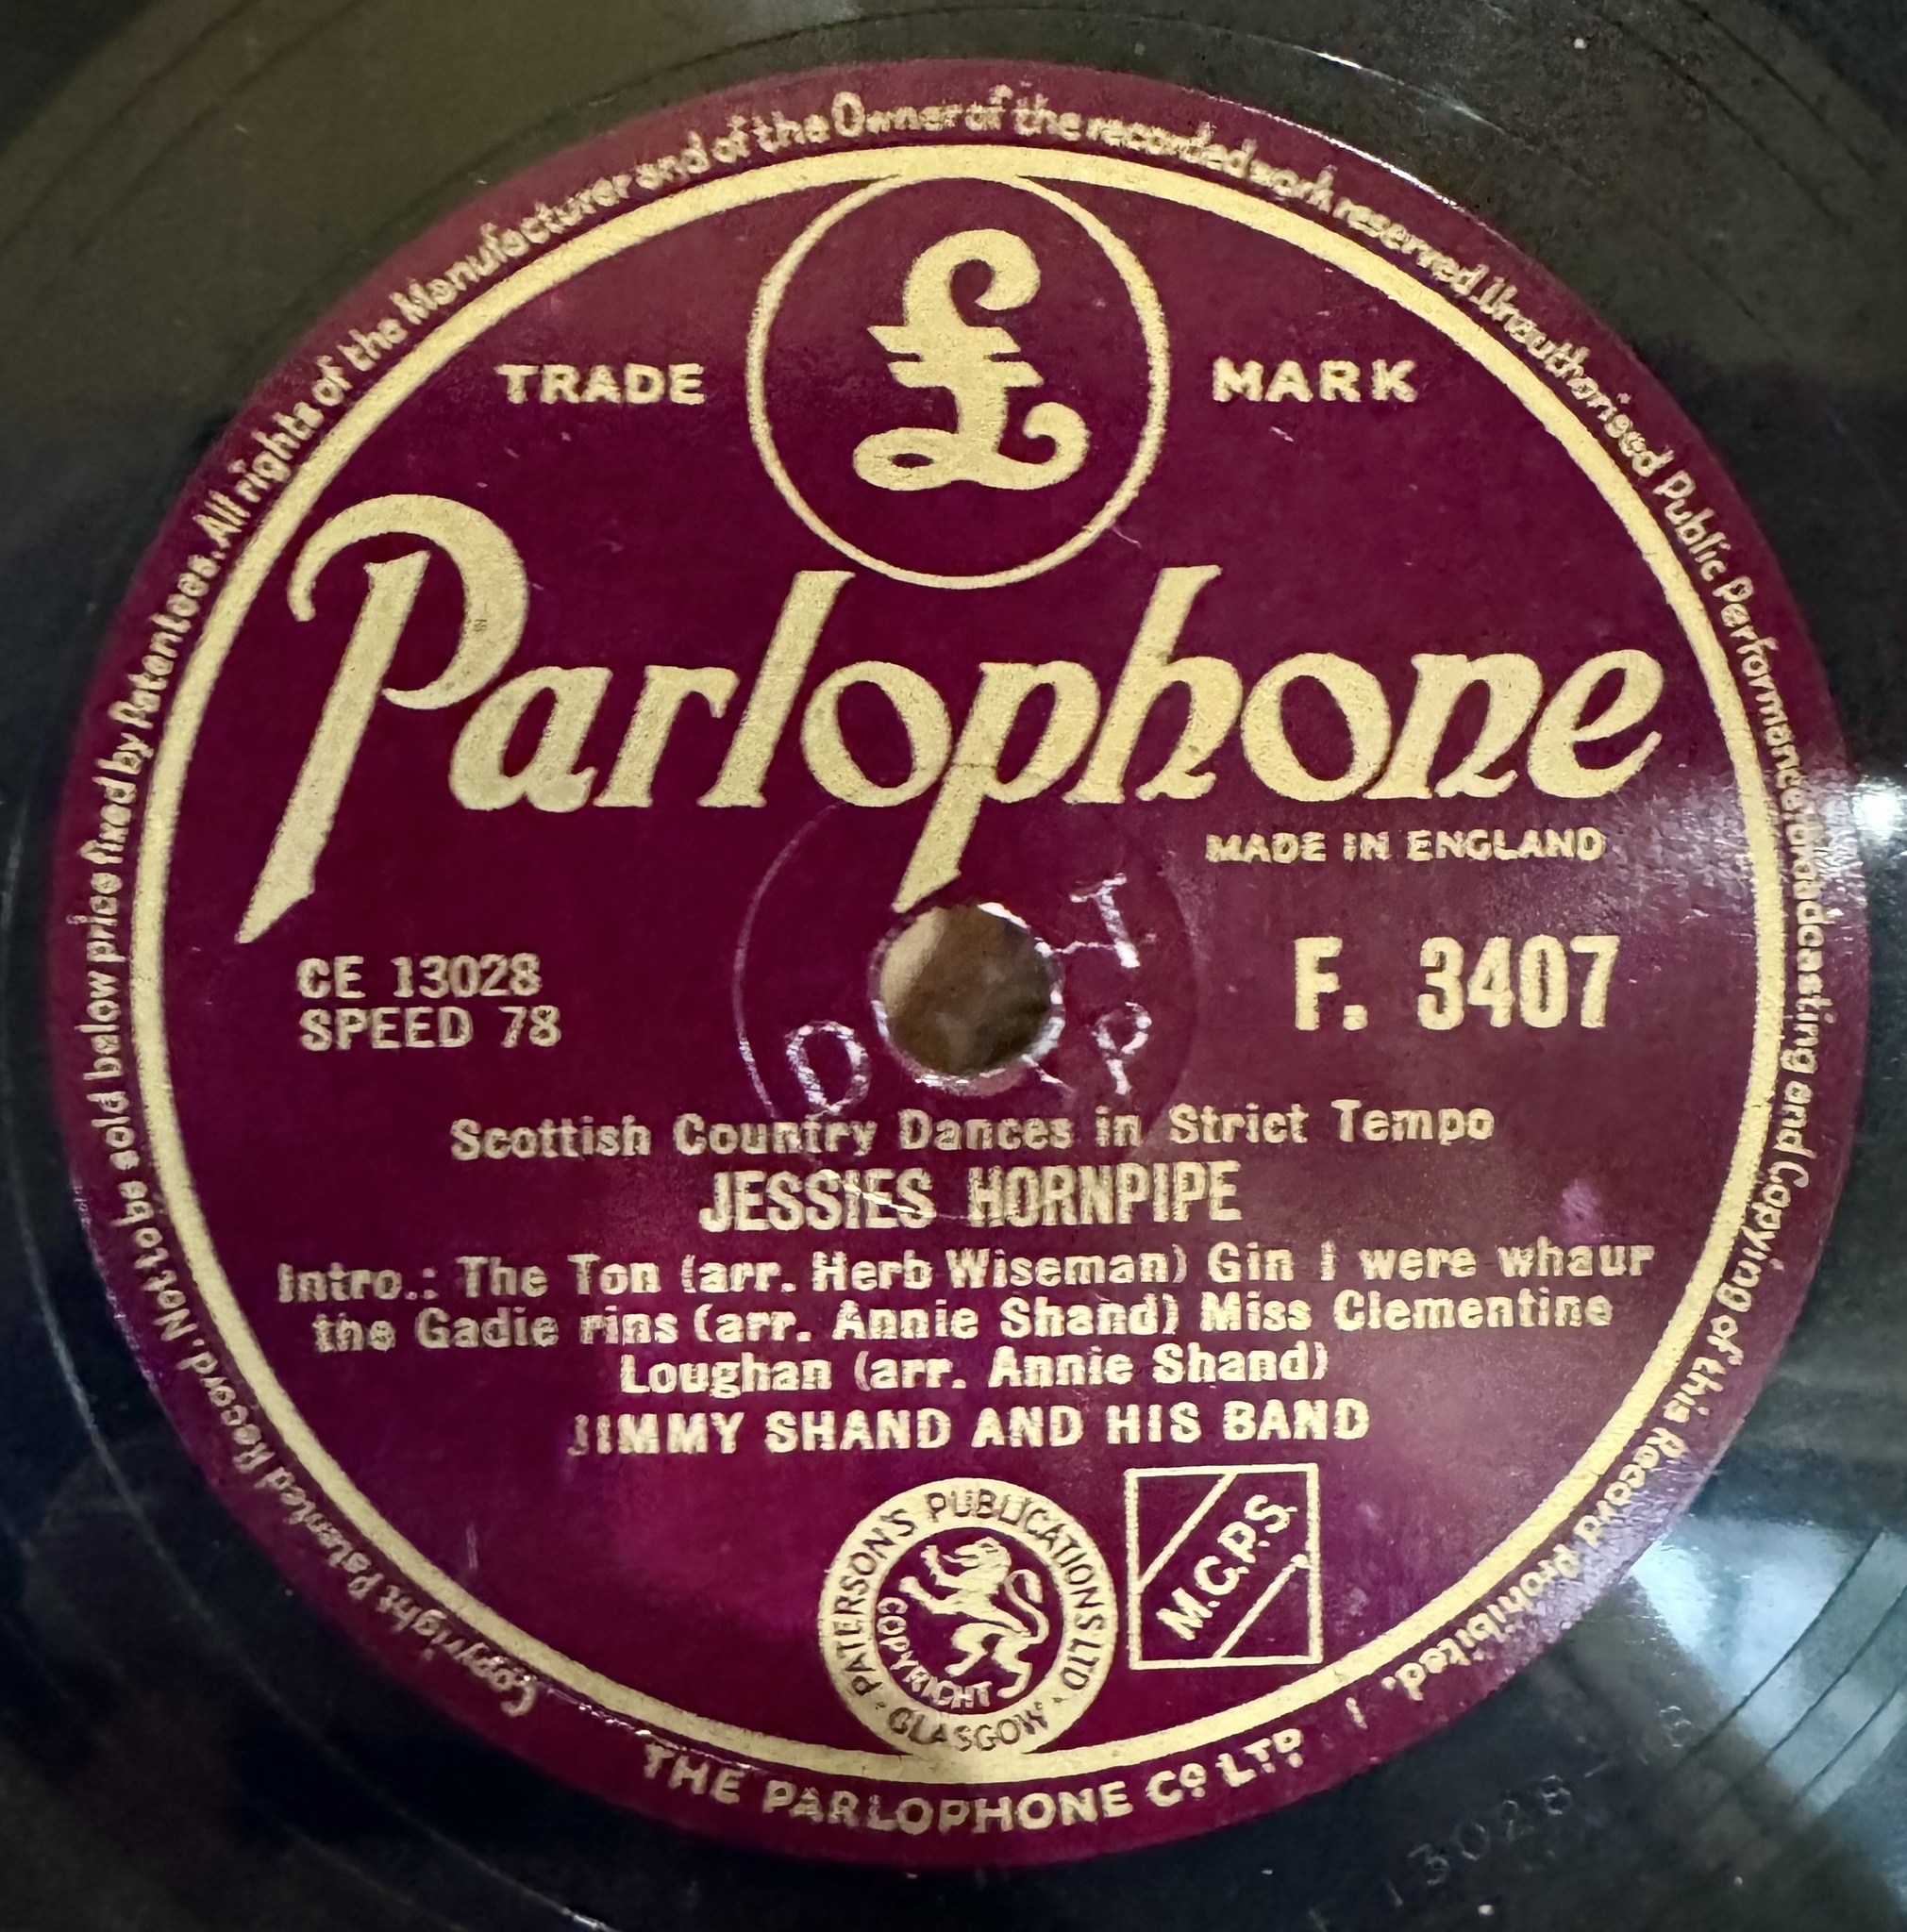 Copyright Patented Record. Not to be sold below price fixed by Patentees. All rights of the Manufacturer and of the Owner of the recorded work reserved Unauthorised Public Performance broadcasting and Copying of this Record Prohibited.
TRADE £ MARK
Parlophone
MADE IN ENGLAND
CE 13028
SPEED 78
F. 3407
D T P
Scottish Country Dances in Strict Tempo
JESSIES HORNPIPE
Intro.: The Ton (arr. Herb Wiseman) Gin I were whaur
the Gadie rins (arr. Annie Shand) Miss Clementine
Loughan (arr. Annie Shand)
JIMMY SHAND AND HIS BAND
PATERSON'S PUBLICATIONS LTD
COPYRIGHT
GLASGOW
M.C.P.S.
THE PARLOPHONE Cº LTD
13028-